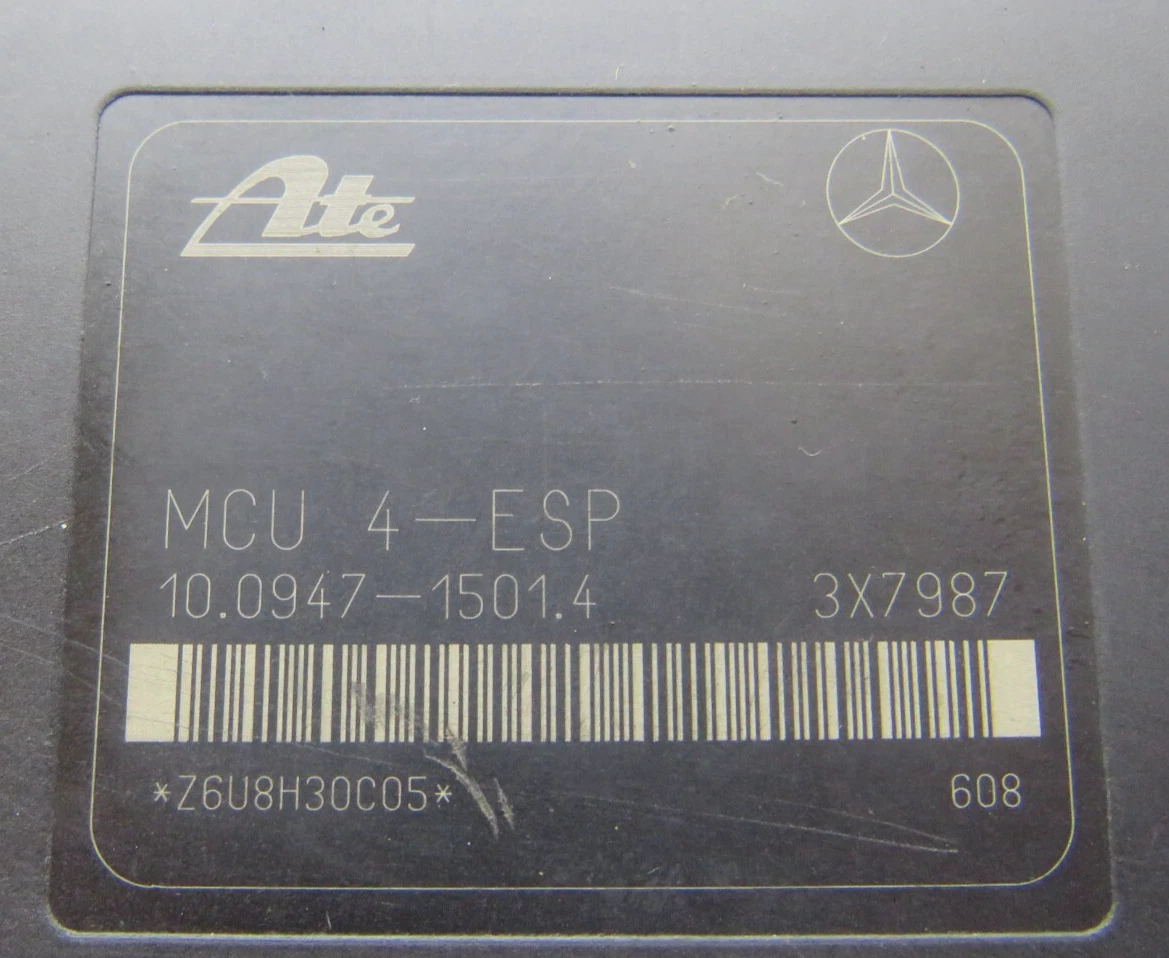 Ate
MCU 4—ESP
10.0947—1501.4 3X7987
*Z6U8H30C05* 608